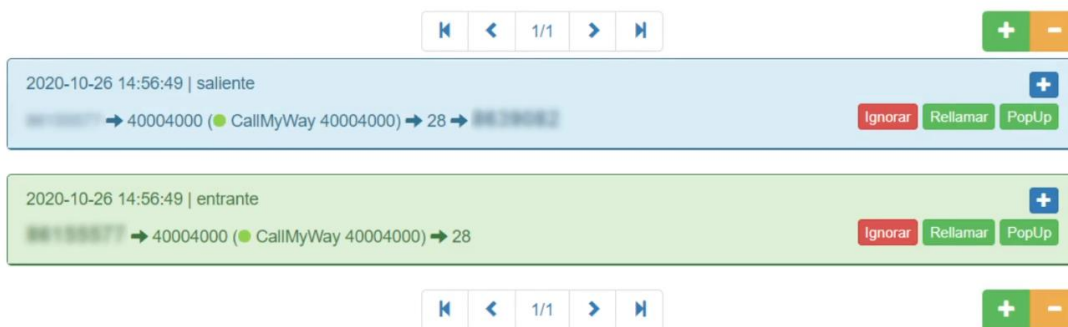 1/1
2020-10-26 14:56:49 | saliente
→ 40004000 (● CallMyWay 40004000) → 28 →
Ignorar Rellamar PopUp
2020-10-26 14:56:49 | entrante
→ 40004000 (● CallMyWay 40004000) → 28
Ignorar Rellamar PopUp
1/1